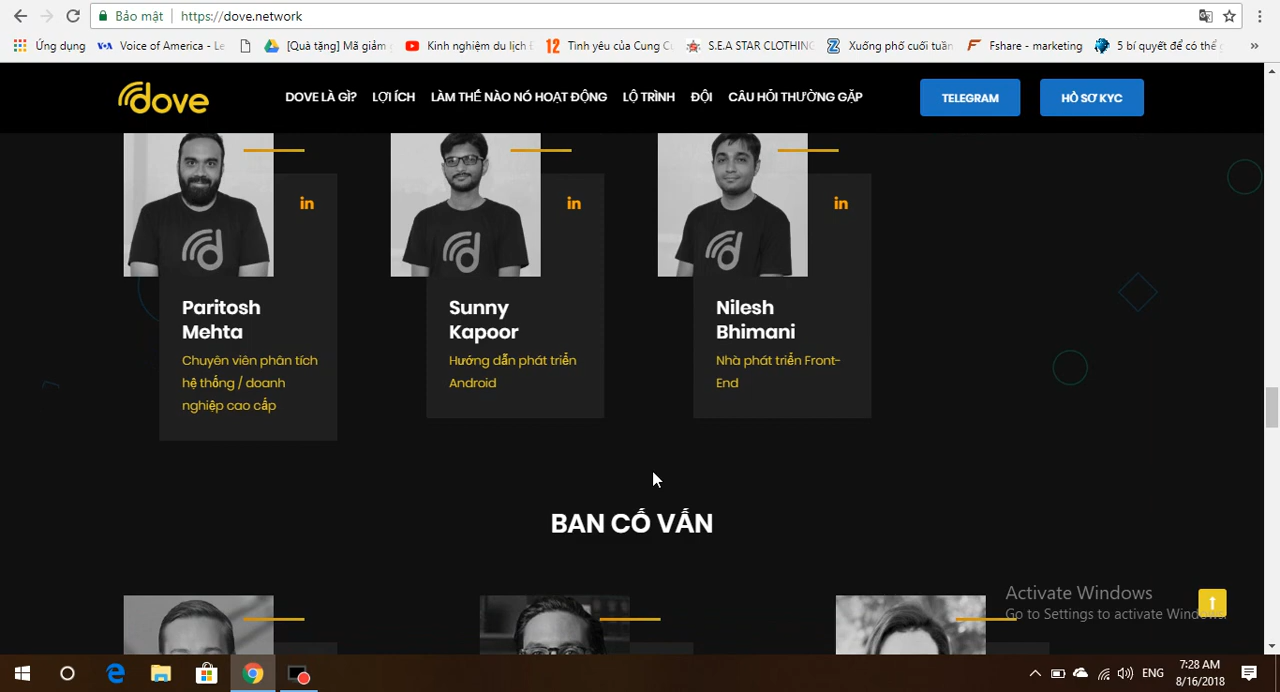 Bảo mật
https://dove.network
Ứng dụng
Voice of America - Le
[Quà tặng] Mã giảm
Kinh nghiệm du lịch Đ
12
Tình yêu của Cung C
S.E.A STAR CLOTHING
Xuống phố cuối tuần
Fshare - marketing
5 bí quyết để có thể
»
dove
DOVE LÀ GÌ?
LỢI ÍCH
LÀM THẾ NÀO NÓ HOẠT ĐỘNG
LỘ TRÌNH
ĐỘI
CÂU HỎI THƯỜNG GẶP
TELEGRAM
HỒ SƠ KYC
in
in
in
Paritosh
Mehta
Chuyên viên phân tích
hệ thống / doanh
nghiệp cao cấp
Sunny
Kapoor
Hướng dẫn phát triển
Android
Nilesh
Bhimani
Nhà phát triển Front-
End
BAN CỐ VẤN
Activate Windows
Go to Settings to activate Windows.
ENG
7:28 AM
8/16/2018